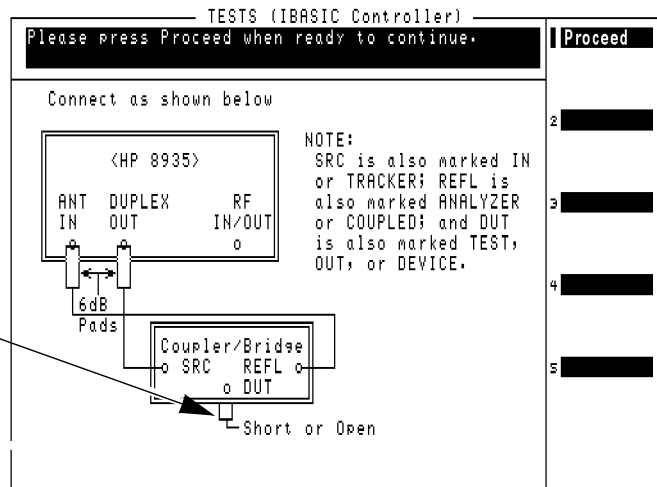 TESTS (IBASIC Controller)
Please press Proceed when ready to continue.
Proceed
Connect as shown below
2
3
4
5
<HP 8935>
ANT DUPLEX RF
IN OUT IN/OUT
o
6dB
Pads
Coupler/Bridge
o SRC REFL o
o DUT
Short or Open
NOTE:
SRC is also marked IN
or TRACKER; REFL is
also marked ANALYZER
or COUPLED; and DUT
is also marked TEST,
OUT, or DEVICE.